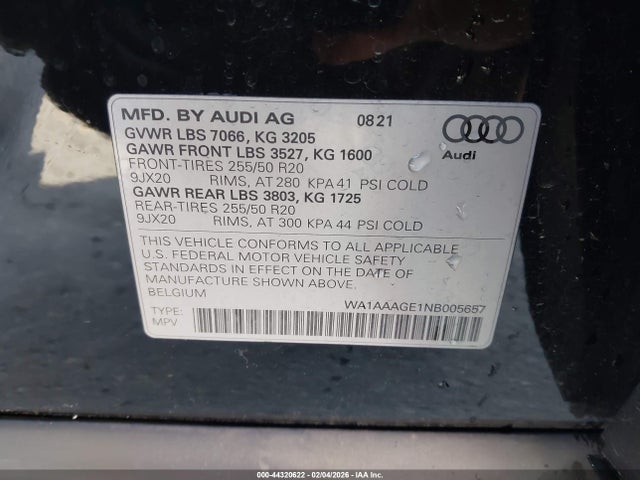 MFD. BY AUDI AG 0821
GVWR LBS 7066, KG 3205
GAWR FRONT LBS 3527, KG 1600
FRONT-TIRES 255/50 R20
9JX20 RIMS, AT 280 KPA 41 PSI COLD
GAWR REAR LBS 3803, KG 1725
REAR-TIRES 255/50 R20
9JX20 RIMS, AT 300 KPA 44 PSI COLD
Audi
THIS VEHICLE CONFORMS TO ALL APPLICABLE
U.S. FEDERAL MOTOR VEHICLE SAFETY
STANDARDS IN EFFECT ON THE DATE OF
MANUFACTURE SHOWN ABOVE.
BELGIUM
WA1AAAGE1NB005657
TYPE:
MPV
000-44320622 - 02/04/2026 - IAA Inc.